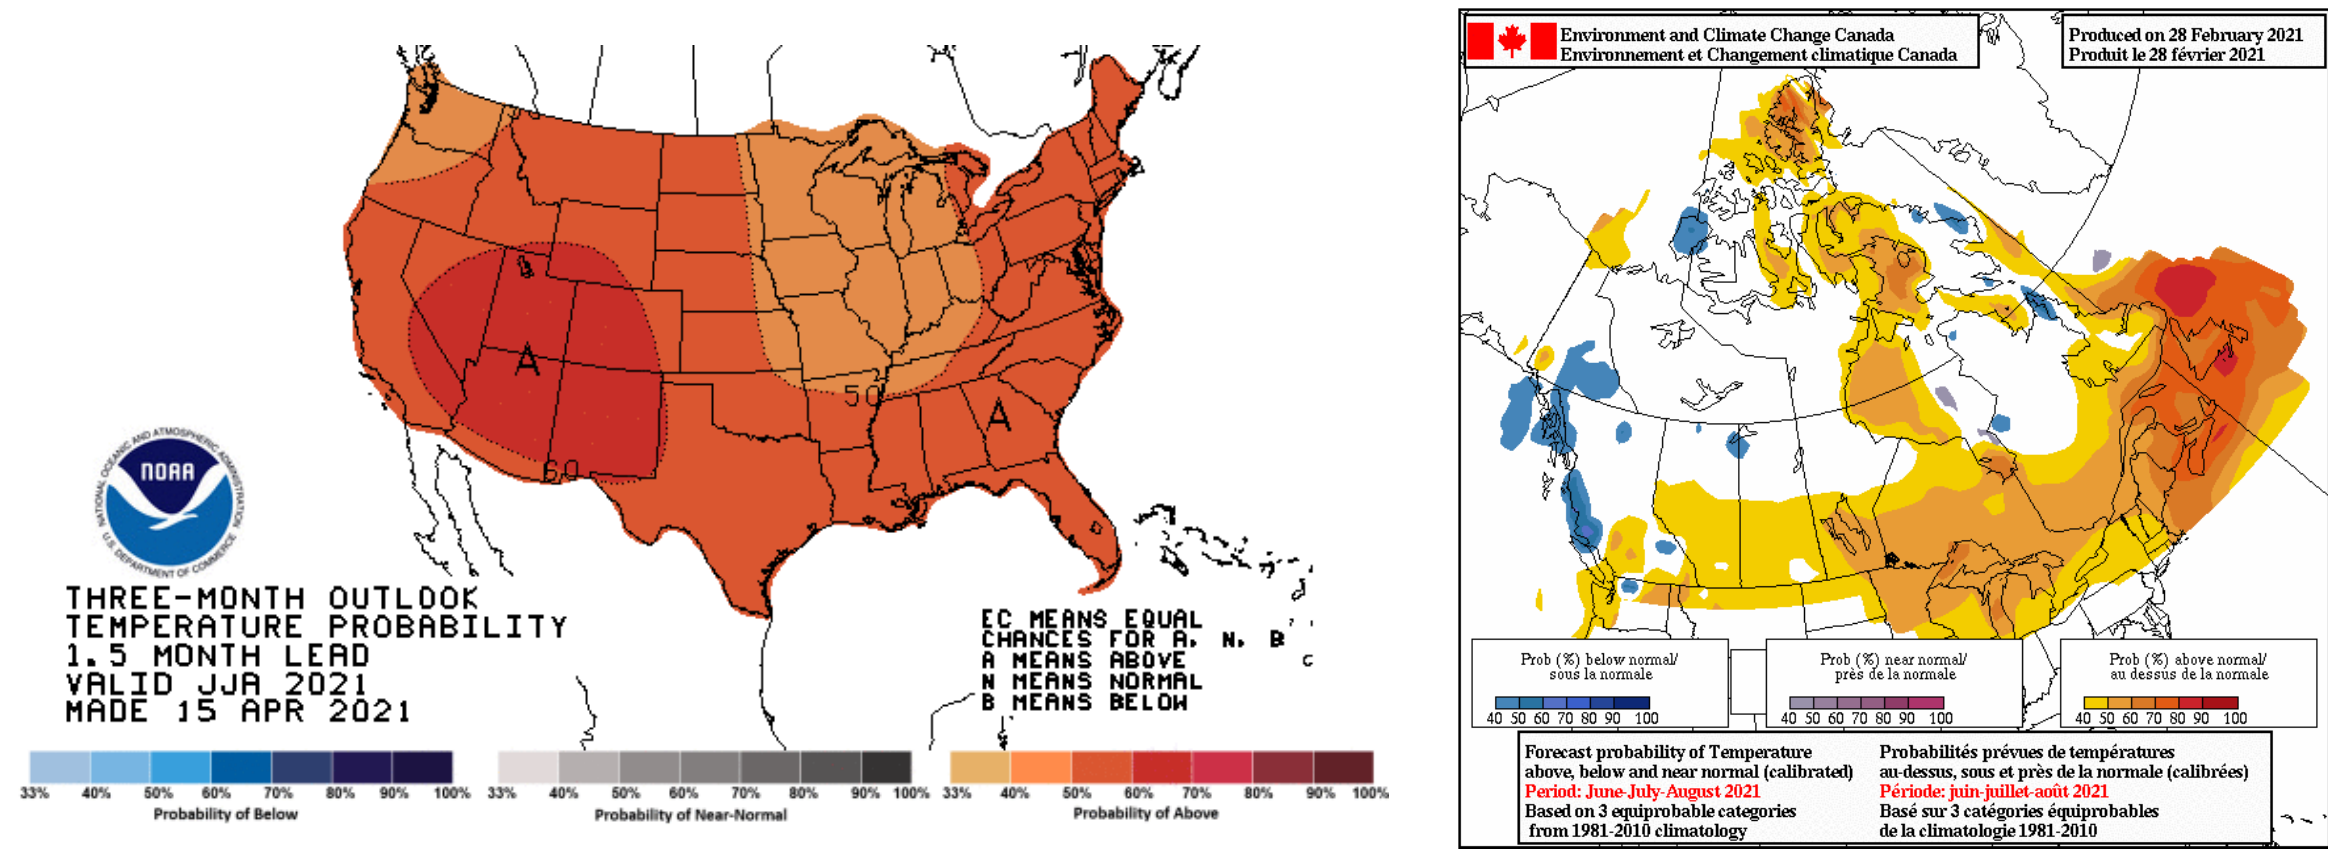 NATIONAL OCEANIC AND ATMOSPHERIC ADMINISTRATION
U.S. DEPARTMENT OF COMMERCE
NOAA
THREE-MONTH OUTLOOK
TEMPERATURE PROBABILITY
1.5 MONTH LEAD
VALID JJA 2021
MADE 15 APR 2021
A
A
50
60
EC MEANS EQUAL
CHANCES FOR A, N, B
A MEANS ABOVE
N MEANS NORMAL
B MEANS BELOW
33% 40% 50% 60% 70% 80% 90% 100%
Probability of Below
33% 40% 50% 60% 70% 80% 90% 100%
Probability of Near-Normal
33% 40% 50% 60% 70% 80% 90% 100%
Probability of Above
Environment and Climate Change Canada
Environnement et Changement climatique Canada
Produced on 28 February 2021
Produit le 28 février 2021
Prob (%) below normal/
sous la normale
40 50 60 70 80 90 100
Prob (%) near normal/
près de la normale
40 50 60 70 80 90 100
Prob (%) above normal/
au dessus de la normale
40 50 60 70 80 90 100
Forecast probability of Temperature
above, below and near normal (calibrated)
Period: June-July-August 2021
Based on 3 equiprobable categories
from 1981-2010 climatology
Probabilités prévues de températures
au-dessus, sous et près de la normale (calibrées)
Période: juin-juillet-août 2021
Basé sur 3 catégories équiprobables
de la climatologie 1981-2010